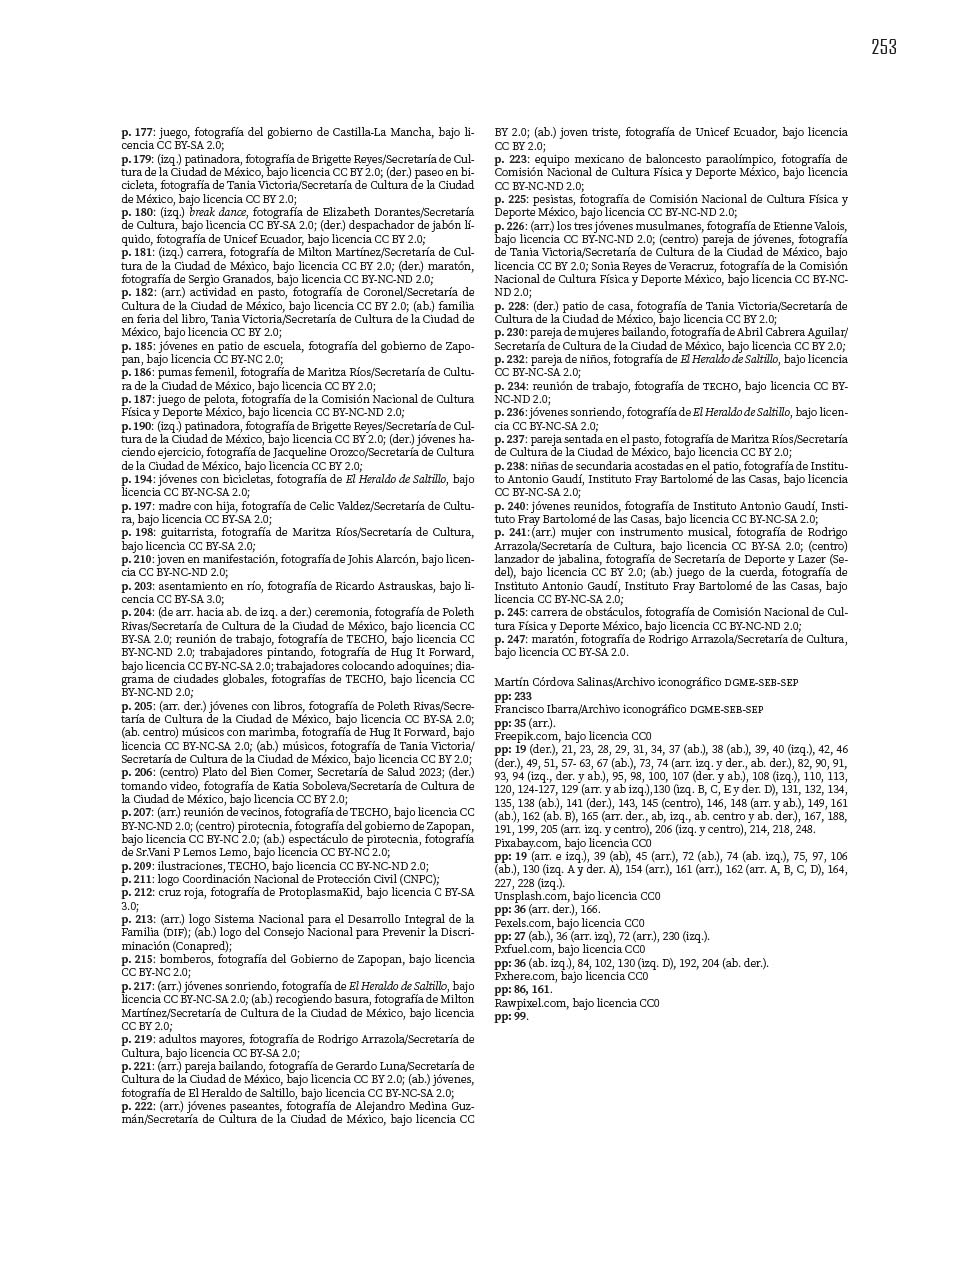 253
p. 177: juego, fotografía del gobierno de Castilla-La Mancha, bajo li-
cencia CC BY-SA 2.0;
p. 179: (izq.) patinadora, fotografía de Brigette Reyes/Secretaría de Cul-
tura de la Ciudad de México, bajo licencia CC BY 2.0; (der.) paseo en bi-
cicleta, fotografía de Tania Victoria/Secretaría de Cultura de la Ciudad
de México, bajo licencia CC BY 2.0;
p. 180: (izq.) break dance, fotografía de Elizabeth Dorantes/Secretaría
de Cultura, bajo licencia CC BY-SA 2.0; (der.) despachador de jabón lí-
quido, fotografía de Unicef Ecuador, bajo licencia CC BY 2.0;
p. 181: (izq.) carrera, fotografía de Milton Martínez/Secretaría de Cul-
tura de la Ciudad de México, bajo licencia CC BY 2.0; (der.) maratón,
fotografía de Sergio Granados, bajo licencia CC BY-NC-ND 2.0;
p. 182: (arr.) actividad en pasto, fotografía de Coronel/Secretaría de
Cultura de la Ciudad de México, bajo licencia CC BY 2.0; (ab.) familia
en feria del libro, Tania Victoria/Secretaría de Cultura de la Ciudad de
México, bajo licencia CC BY 2.0;
p. 185: jóvenes en patio de escuela, fotografía del gobierno de Zapo-
pan, bajo licencia CC BY-NC 2.0;
p. 186: pumas femenil, fotografía de Maritza Ríos/Secretaría de Cultu-
ra de la Ciudad de México, bajo licencia CC BY 2.0;
p. 187: juego de pelota, fotografía de la Comisión Nacional de Cultura
Física y Deporte México, bajo licencia CC BY-NC-ND 2.0;
p. 190: (izq.) patinadora, fotografía de Brigette Reyes/Secretaría de Cul-
tura de la Ciudad de México, bajo licencia CC BY 2.0; (der.) jóvenes ha-
ciendo ejercicio, fotografía de Jacqueline Orozco/Secretaría de Cultura
de la Ciudad de México, bajo licencia CC BY 2.0;
p. 194: jóvenes con bicicletas, fotografía de El Heraldo de Saltillo, bajo
licencia CC BY-NC-SA 2.0;
p. 197: madre con hija, fotografía de Celic Valdez/Secretaría de Cultu-
ra, bajo licencia CC BY-SA 2.0;
p. 198: guitarrista, fotografía de Maritza Ríos/Secretaría de Cultura,
bajo licencia CC BY-SA 2.0;
p. 210: joven en manifestación, fotografía de Johis Alarcón, bajo licen-
cia CC BY-NC-ND 2.0;
p. 203: asentamiento en río, fotografía de Ricardo Astrauskas, bajo li-
cencia CC BY-SA 3.0;
p. 204: (de arr. hacia ab. de izq. a der.) ceremonia, fotografía de Poleth
Rivas/Secretaría de Cultura de la Ciudad de México, bajo licencia CC
BY-SA 2.0; reunión de trabajo, fotografía de TECHO, bajo licencia CC
BY-NC-ND 2.0; trabajadores pintando, fotografía de Hug It Forward,
bajo licencia CC BY-NC-SA 2.0; trabajadores colocando adoquines; dia-
grama de ciudades globales, fotografías de TECHO, bajo licencia CC
BY-NC-ND 2.0;
p. 205: (arr. der.) jóvenes con libros, fotografía de Poleth Rivas/Secre-
taría de Cultura de la Ciudad de México, bajo licencia CC BY-SA 2.0;
(ab. centro) músicos con marimba, fotografía de Hug It Forward, bajo
licencia CC BY-NC-SA 2.0; (ab.) músicos, fotografía de Tania Victoria/
Secretaría de Cultura de la Ciudad de México, bajo licencia CC BY 2.0;
p. 206: (centro) Plato del Bien Comer, Secretaría de Salud 2023; (der.)
tomando video, fotografía de Katia Soboleva/Secretaría de Cultura de
la Ciudad de México, bajo licencia CC BY 2.0;
p. 207: (arr.) reunión de vecinos, fotografía de TECHO, bajo licencia CC
BY-NC-ND 2.0; (centro) pirotecnia, fotografía del gobierno de Zapopan,
bajo licencia CC BY-NC 2.0; (ab.) espectáculo de pirotecnia, fotografía
de Sr.Vani P Lemos Lemo, bajo licencia CC BY-NC 2.0;
p. 209: ilustraciones, TECHO, bajo licencia CC BY-NC-ND 2.0;
p. 211: logo Coordinación Nacional de Protección Civil (CNPC);
p. 212: cruz roja, fotografía de ProtoplasmaKid, bajo licencia C BY-SA
3.0;
p. 213: (arr.) logo Sistema Nacional para el Desarrollo Integral de la
Familia (DIF); (ab.) logo del Consejo Nacional para Prevenir la Discri-
minación (Conapred);
p. 215: bomberos, fotografía del Gobierno de Zapopan, bajo licencia
CC BY-NC 2.0;
p. 217: (arr.) jóvenes sonriendo, fotografía de El Heraldo de Saltillo, bajo
licencia CC BY-NC-SA 2.0; (ab.) recogiendo basura, fotografía de Milton
Martínez/Secretaría de Cultura de la Ciudad de México, bajo licencia
CC BY 2.0;
p. 219: adultos mayores, fotografía de Rodrigo Arrazola/Secretaría de
Cultura, bajo licencia CC BY-SA 2.0;
p. 221: (arr.) pareja bailando, fotografía de Gerardo Luna/Secretaría de
Cultura de la Ciudad de México, bajo licencia CC BY 2.0; (ab.) jóvenes,
fotografía de El Heraldo de Saltillo, bajo licencia CC BY-NC-SA 2.0;
p. 222: (arr.) jóvenes paseantes, fotografía de Alejandro Medina Guz-
mán/Secretaría de Cultura de la Ciudad de México, bajo licencia CC
BY 2.0; (ab.) joven triste, fotografía de Unicef Ecuador, bajo licencia
CC BY 2.0;
p. 223: equipo mexicano de baloncesto paraolímpico, fotografía de
Comisión Nacional de Cultura Física y Deporte México, bajo licencia
CC BY-NC-ND 2.0;
p. 225: pesistas, fotografía de Comisión Nacional de Cultura Física y
Deporte México, bajo licencia CC BY-NC-ND 2.0;
p. 226: (arr.) los tres jóvenes musulmanes, fotografía de Etienne Valois,
bajo licencia CC BY-NC-ND 2.0; (centro) pareja de jóvenes, fotografía
de Tania Victoria/Secretaría de Cultura de la Ciudad de México, bajo
licencia CC BY 2.0; Sonia Reyes de Veracruz, fotografía de la Comisión
Nacional de Cultura Física y Deporte México, bajo licencia CC BY-NC-
ND 2.0;
p. 228: (der.) patio de casa, fotografía de Tania Victoria/Secretaría de
Cultura de la Ciudad de México, bajo licencia CC BY 2.0;
p. 230: pareja de mujeres bailando, fotografía de Abril Cabrera Aguilar/
Secretaría de Cultura de la Ciudad de México, bajo licencia CC BY 2.0;
p. 232: pareja de niños, fotografía de El Heraldo de Saltillo, bajo licencia
CC BY-NC-SA 2.0;
p. 234: reunión de trabajo, fotografía de TECHO, bajo licencia CC BY-
NC-ND 2.0;
p. 236: jóvenes sonriendo, fotografía de El Heraldo de Saltillo, bajo licen-
cia CC BY-NC-SA 2.0;
p. 237: pareja sentada en el pasto, fotografía de Maritza Ríos/Secretaría
de Cultura de la Ciudad de México, bajo licencia CC BY 2.0;
p. 238: niñas de secundaria acostadas en el patio, fotografía de Institu-
to Antonio Gaudí, Instituto Fray Bartolomé de las Casas, bajo licencia
CC BY-NC-SA 2.0;
p. 240: jóvenes reunidos, fotografía de Instituto Antonio Gaudí, Insti-
tuto Fray Bartolomé de las Casas, bajo licencia CC BY-NC-SA 2.0;
p. 241: (arr.) mujer con instrumento musical, fotografía de Rodrigo
Arrazola/Secretaría de Cultura, bajo licencia CC BY-SA 2.0; (centro)
lanzador de jabalina, fotografía de Secretaría de Deporte y Lazer (Se-
del), bajo licencia CC BY 2.0; (ab.) juego de la cuerda, fotografía de
Instituto Antonio Gaudí, Instituto Fray Bartolomé de las Casas, bajo
licencia CC BY-NC-SA 2.0;
p. 245: carrera de obstáculos, fotografía de Comisión Nacional de Cul-
tura Física y Deporte México, bajo licencia CC BY-NC-ND 2.0;
p. 247: maratón, fotografía de Rodrigo Arrazola/Secretaría de Cultura,
bajo licencia CC BY-SA 2.0.
Martín Córdova Salinas/Archivo iconográfico DGME-SEB-SEP
pp: 233
Francisco Ibarra/Archivo iconográfico DGME-SEB-SEP
pp: 35 (arr.).
Freepik.com, bajo licencia CC0
pp: 19 (der.), 21, 23, 28, 29, 31, 34, 37 (ab.), 38 (ab.), 39, 40 (izq.), 42, 46
(der.), 49, 51, 57- 63, 67 (ab.), 73, 74 (arr. izq. y der., ab. der.), 82, 90, 91,
93, 94 (izq., der. y ab.), 95, 98, 100, 107 (der. y ab.), 108 (izq.), 110, 113,
120, 124-127, 129 (arr. y ab izq.),130 (izq. B, C, E y der. D), 131, 132, 134,
135, 138 (ab.), 141 (der.), 143, 145 (centro), 146, 148 (arr. y ab.), 149, 161
(ab.), 162 (ab. B), 165 (arr. der., ab, izq., ab. centro y ab. der.), 167, 188,
191, 199, 205 (arr. izq. y centro), 206 (izq. y centro), 214, 218, 248.
Pixabay.com, bajo licencia CC0
pp: 19 (arr. e izq.), 39 (ab), 45 (arr.), 72 (ab.), 74 (ab. izq.), 75, 97, 106
(ab.), 130 (izq. A y der. A), 154 (arr.), 161 (arr.), 162 (arr. A, B, C, D), 164,
227, 228 (izq.).
Unsplash.com, bajo licencia CC0
pp: 36 (arr. der.), 166.
Pexels.com, bajo licencia CC0
pp: 27 (ab.), 36 (arr. izq), 72 (arr.), 230 (izq.).
Pxfuel.com, bajo licencia CC0
pp: 36 (ab. izq.), 84, 102, 130 (izq. D), 192, 204 (ab. der.).
Pxhere.com, bajo licencia CC0
pp: 86, 161.
Rawpixel.com, bajo licencia CC0
pp: 99.